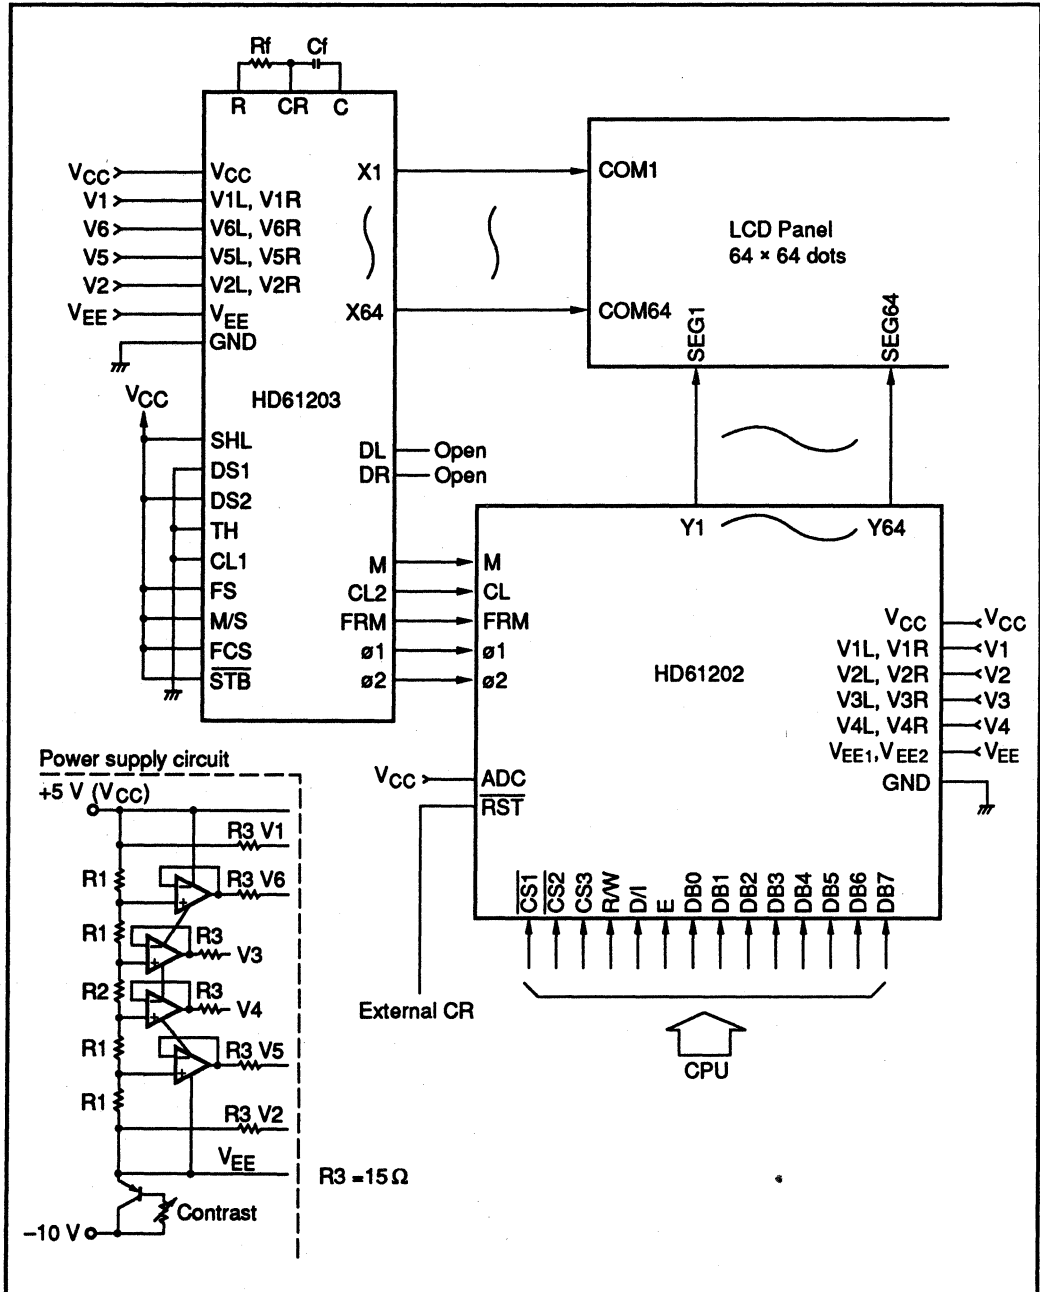 Rf Cf
R CR C
VCC VCC X1 COM1
V1 V1L, V1R
V6 V6L, V6R
V5 V5L, V5R
V2 V2L, V2R
VEE VEE X64 COM64
GND
LCD Panel
64 × 64 dots
SEG1 SEG64
VCC
HD61203
SHL
DS1
DS2
TH
CL1
FS
M/S
FCS
STB
DL Open
DR Open
M M
CL2 CL
FRM FRM
ø1 ø1
ø2 ø2
Y1 Y64
HD61202
VCC VCC
V1L, V1R V1
V2L, V2R V2
V3L, V3R V3
V4L, V4R V4
VEE1, VEE2 VEE
GND
VCC ADC
RST
CS1 CS2 CS3 R/W D/I E DB0 DB1 DB2 DB3 DB4 DB5 DB6 DB7
External CR
CPU
Power supply circuit
+5 V (VCC)
R3 V1
R1 R3 V6
R1 R3 V3
R2 R3 V4
R1 R3 V5
R1
R3 V2
VEE
R3 = 15 Ω
Contrast
–10 V